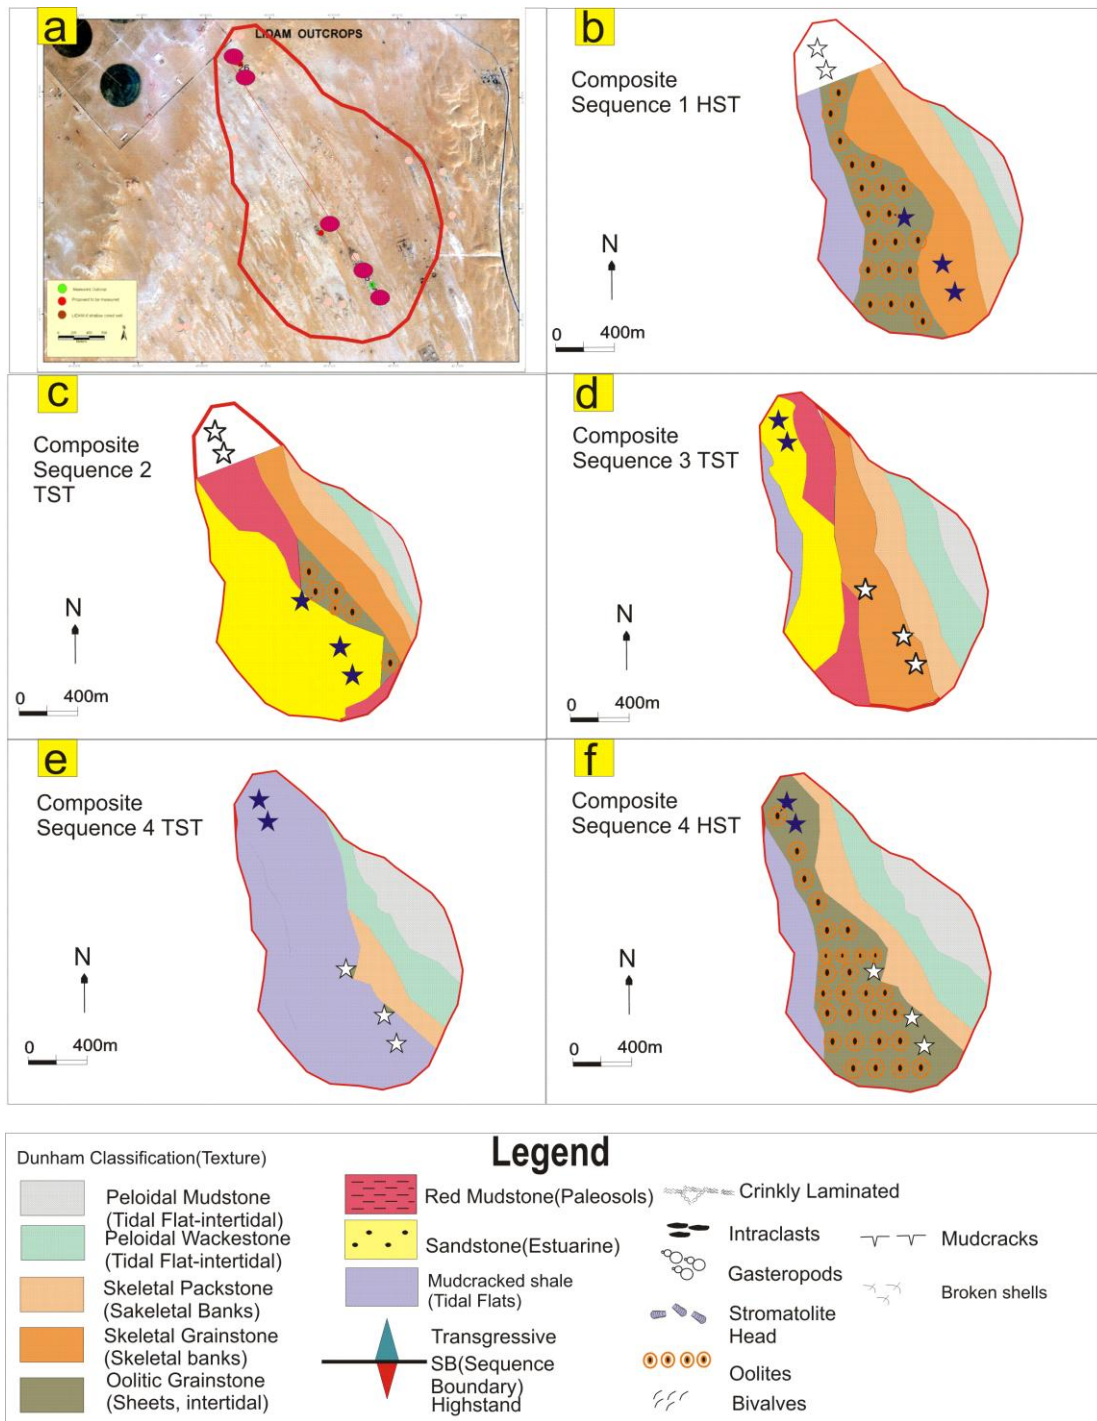 a
LIDAM OUTCROPS
N
b
Composite
Sequence 1 HST
N
0 400m
c
Composite
Sequence 2
TST
N
0 400m
d
Composite
Sequence 3 TST
N
0 400m
e
Composite
Sequence 4 TST
N
0 400m
f
Composite
Sequence 4 HST
N
0 400m
Legend
Dunham Classification(Texture)
Peloidal Mudstone
(Tidal Flat-intertidal)
Peloidal Wackestone
(Tidal Flat-intertidal)
Skeletal Packstone
(Sakeletal Banks)
Skeletal Grainstone
(Skeletal banks)
Oolitic Grainstone
(Sheets, intertidal)
Red Mudstone(Paleosols)
Sandstone(Estuarine)
Mudcracked shale
(Tidal Flats)
Transgressive
SB(Sequence
Boundary)
Highstand
Crinkly Laminated
Intraclasts
Gasteropods
Stromatolite
Head
Oolites
Bivalves
Mudcracks
Broken shells